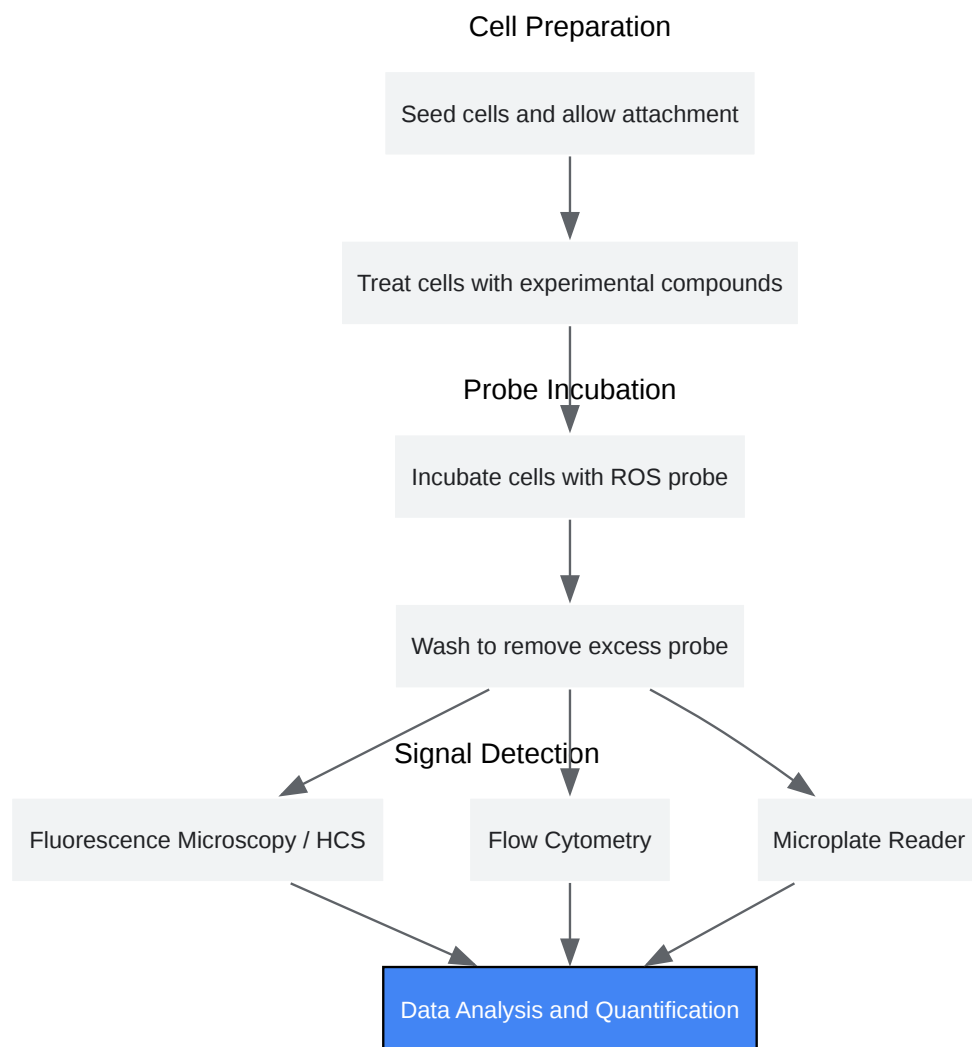 Cell Preparation
Seed cells and allow attachment
Treat cells with experimental compounds
Probe Incubation
Incubate cells with ROS probe
Wash to remove excess probe
Signal Detection
Fluorescence Microscopy / HCS
Flow Cytometry
Microplate Reader
Data Analysis and Quantification